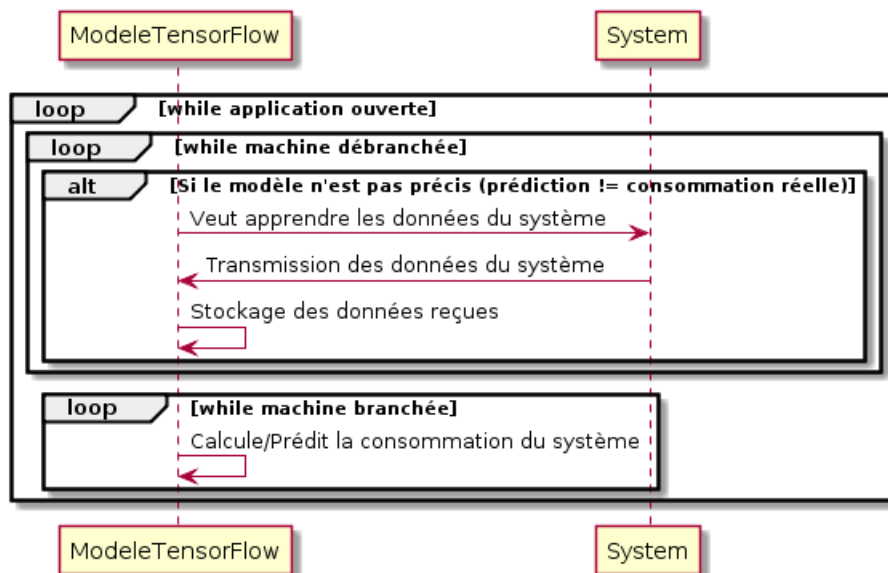 ModeleTensorFlow System
loop [while application ouverte]
loop [while machine débranchée]
alt [Si le modèle n'est pas précis (prédiction != consommation réelle)]
Veut apprendre les données du système
Transmission des données du système
Stockage des données reçues
loop [while machine branchée]
Calcule/Prédit la consommation du système
ModeleTensorFlow System